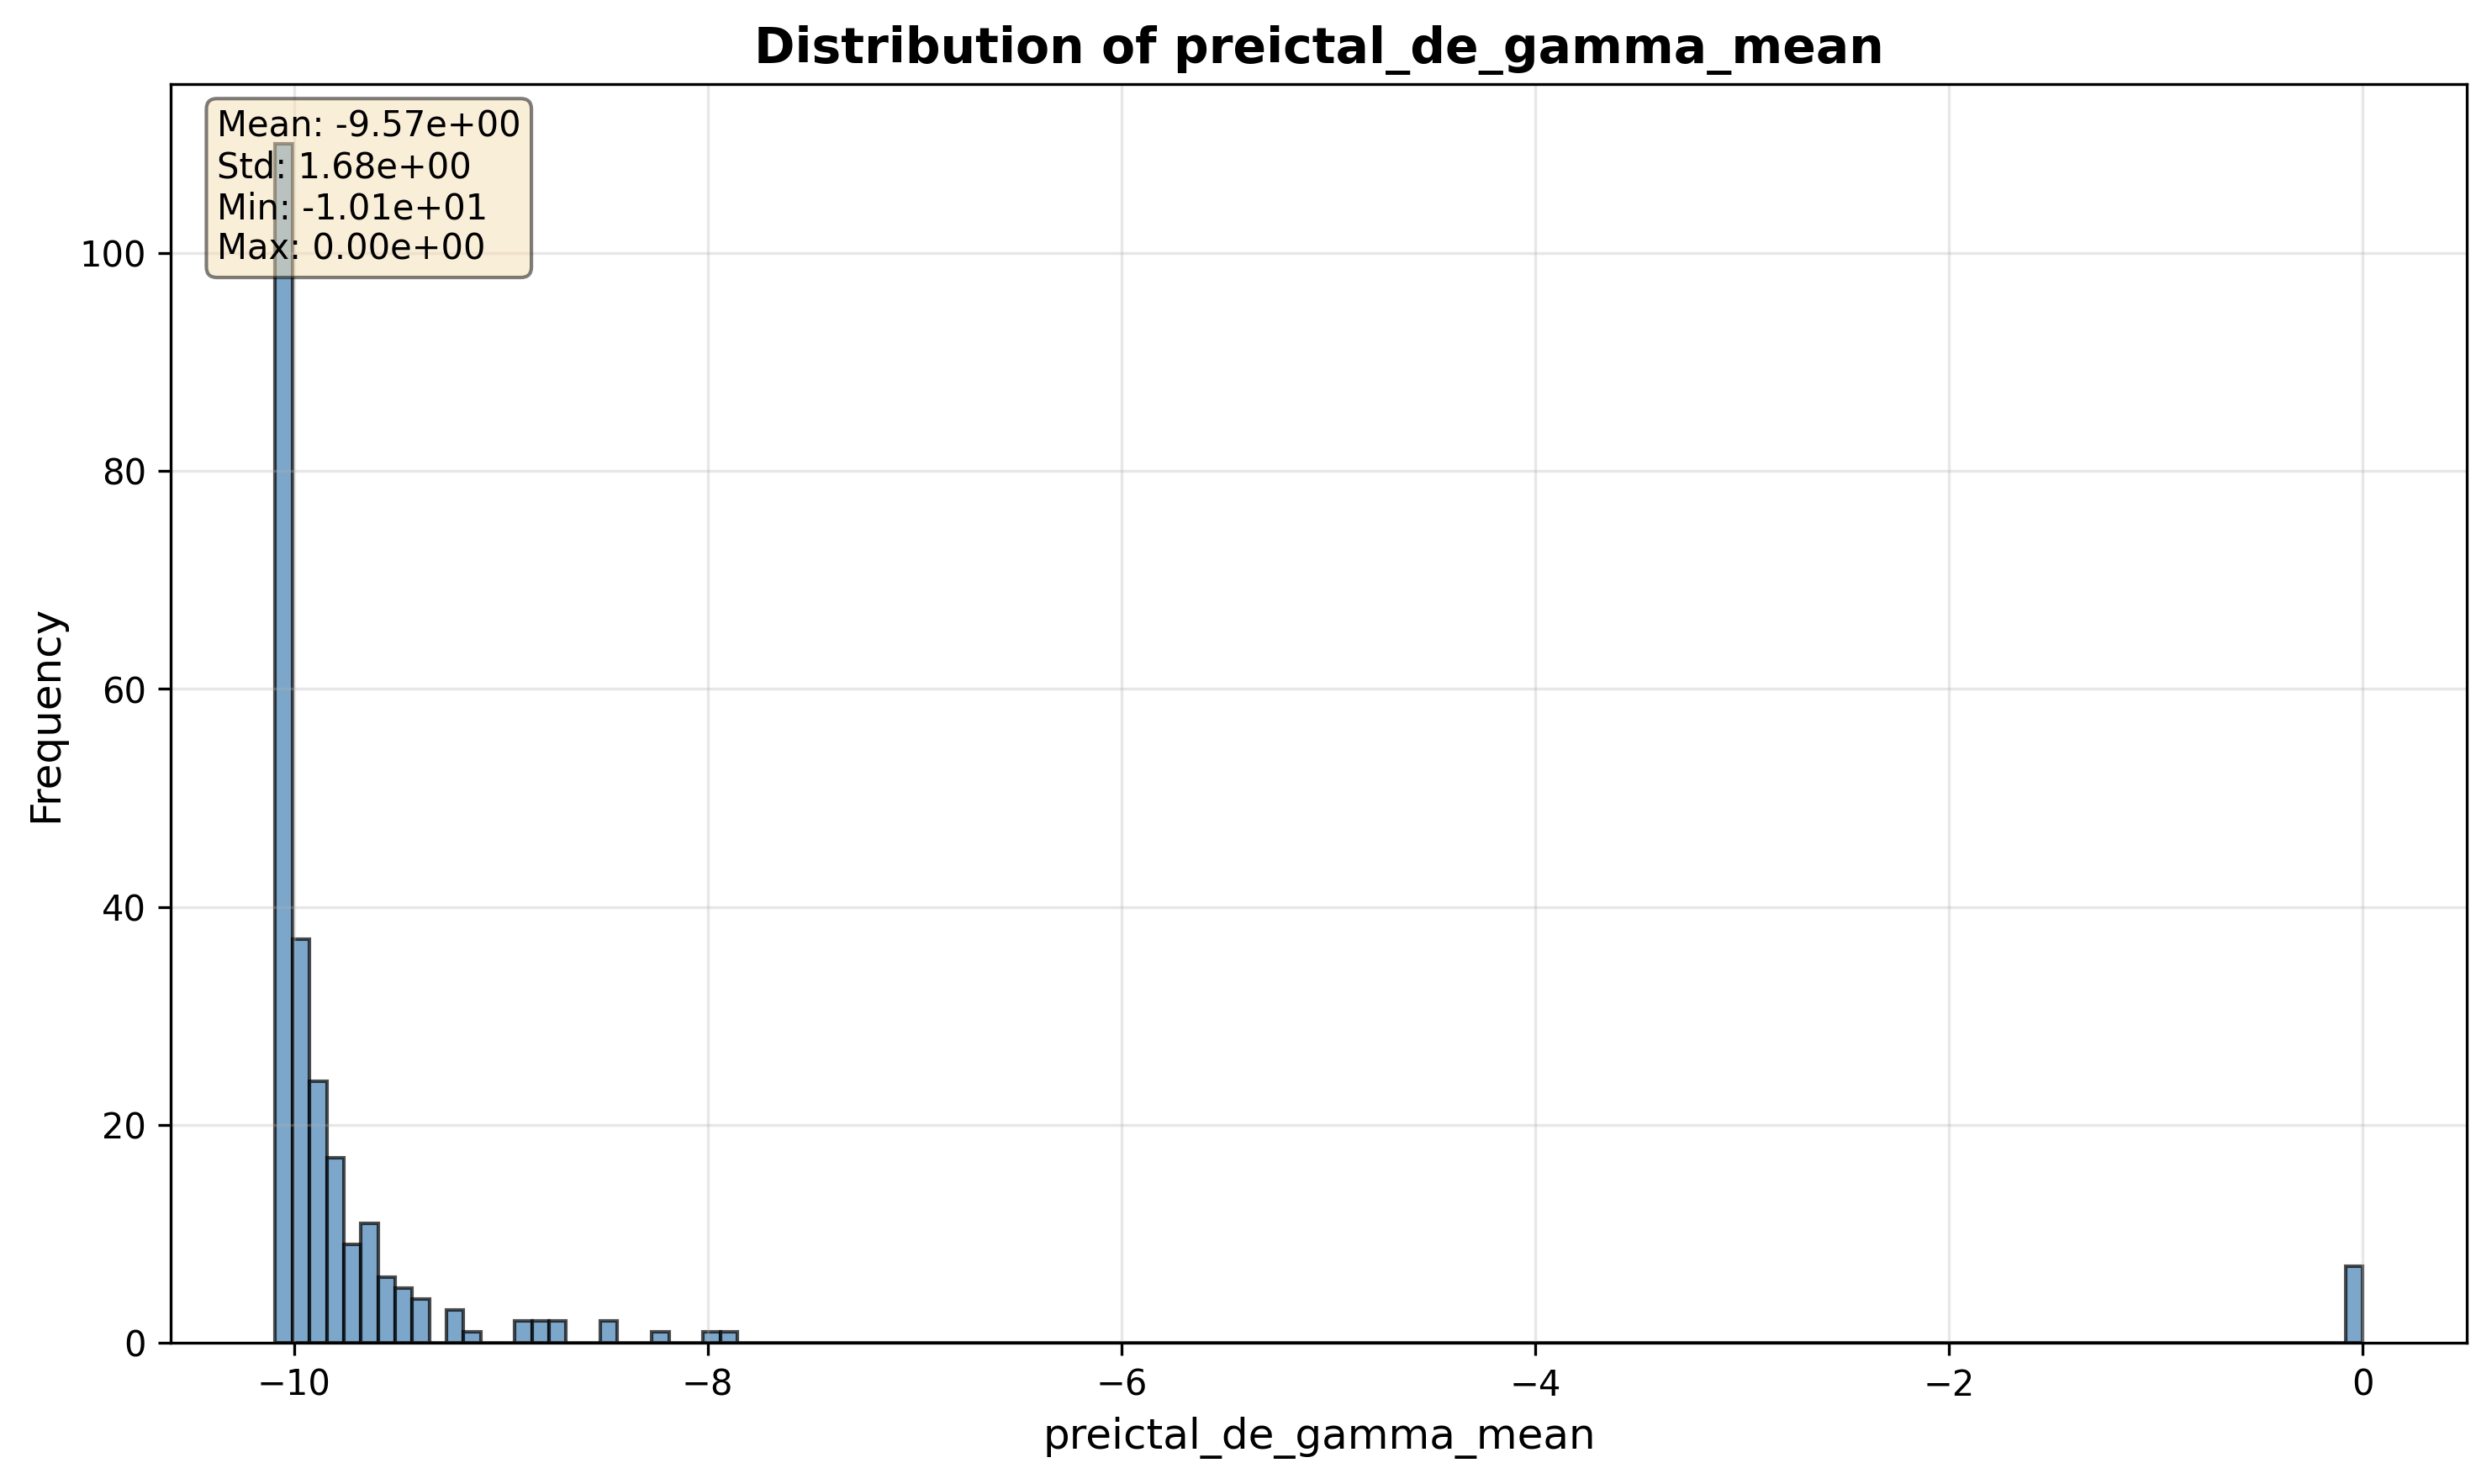 Distribution of preictal_de_gamma_mean
Mean: -9.57e+00
Std: 1.68e+00
Min: -1.01e+01
Max: 0.00e+00
100
80
60
40
20
0
Frequency
−10
−8
−6
−4
−2
0
preictal_de_gamma_mean